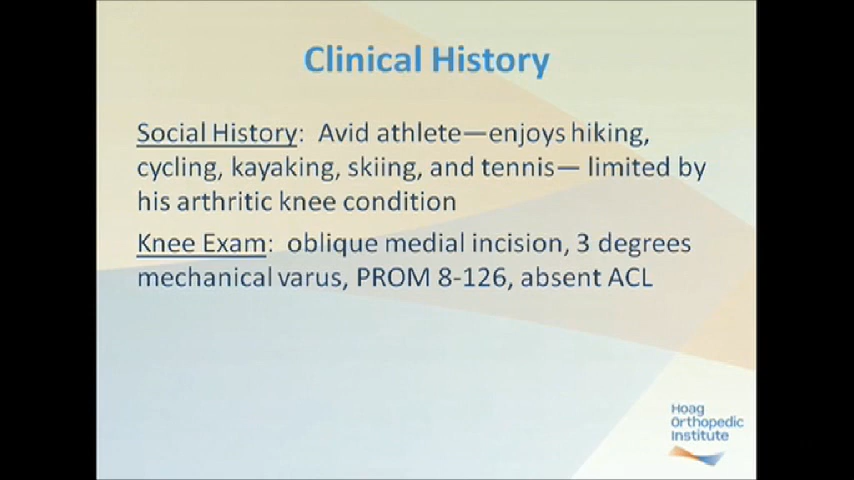 Clinical History
Social History:  Avid athlete—enjoys hiking,
cycling, kayaking, skiing, and tennis— limited by
his arthritic knee condition
Knee Exam:  oblique medial incision, 3 degrees
mechanical varus, PROM 8-126, absent ACL
Hoag
Orthopedic
Institute